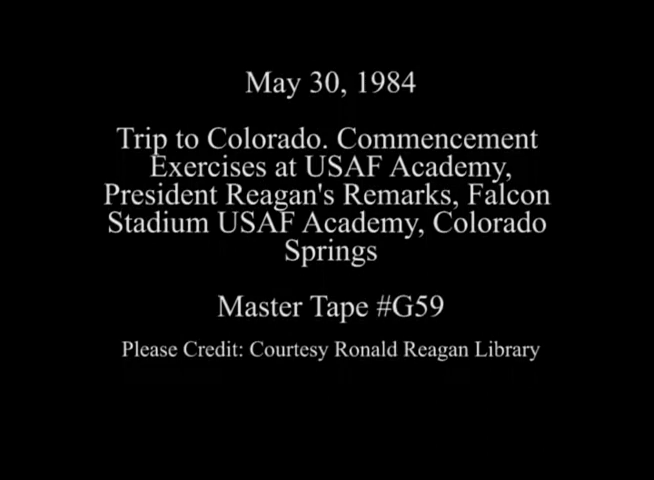 May 30, 1984
Trip to Colorado. Commencement
Exercises at USAF Academy,
President Reagan's Remarks, Falcon
Stadium USAF Academy, Colorado
Springs
Master Tape #G59
Please Credit: Courtesy Ronald Reagan Library